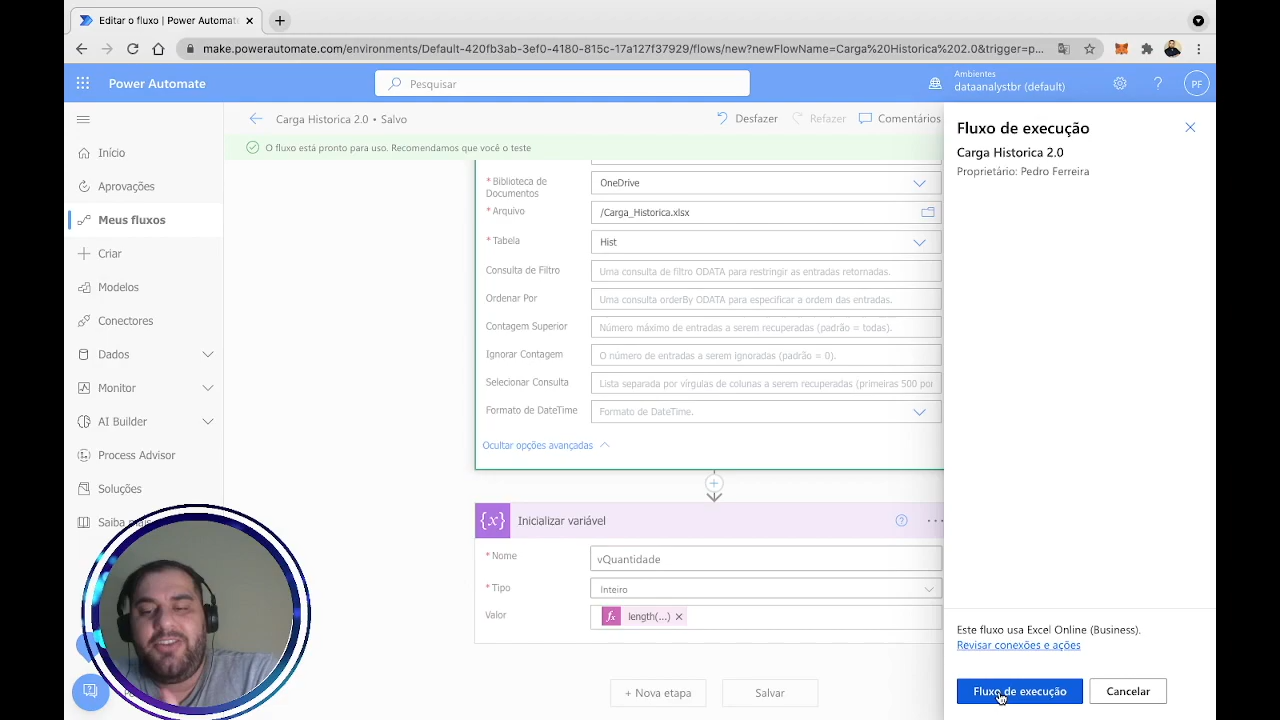 Editar o fluxo | Power Automate
make.powerautomate.com/environments/Default-420fb3ab-3ef0-4180-815c-17a127f37929/flows/new?newFlowName=Carga%20Historica%202.0&trigger=p...
Power Automate
Pesquisar
Ambientes
dataanalystbr (default)
PF
Carga Historica 2.0 • Salvo
Desfazer
Refazer
Comentários
O fluxo está pronto para uso. Recomendamos que você o teste
Início
Aprovações
Meus fluxos
Criar
Modelos
Conectores
Dados
Monitor
AI Builder
Process Advisor
Soluções
Saiba mais
* Biblioteca de
Documentos
OneDrive
* Arquivo
/Carga_Historica.xlsx
* Tabela
Hist
Consulta de Filtro
Uma consulta de filtro ODATA para restringir as entradas retornadas.
Ordenar Por
Uma consulta orderBy ODATA para especificar a ordem das entradas.
Contagem Superior
Número máximo de entradas a serem recuperadas (padrão = todas).
Ignorar Contagem
O número de entradas a serem ignoradas (padrão = 0).
Selecionar Consulta
Lista separada por vírgulas de colunas a serem recuperadas (primeiras 500 por
Formato de DateTime
Formato de DateTime.
Ocultar opções avançadas
{x} Inicializar variável
* Nome
vQuantidade
* Tipo
Inteiro
Valor
fx length(...)
+ Nova etapa
Salvar
Fluxo de execução
Carga Historica 2.0
Proprietário: Pedro Ferreira
Este fluxo usa Excel Online (Business).
Revisar conexões e ações
Fluxo de execução
Cancelar